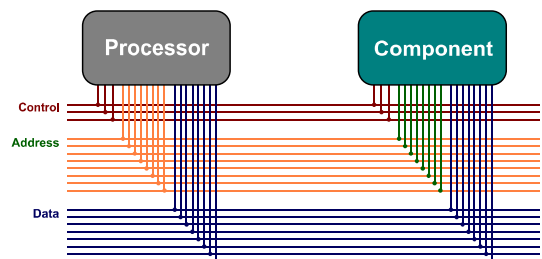 Processor
Component
Control
Address
Data